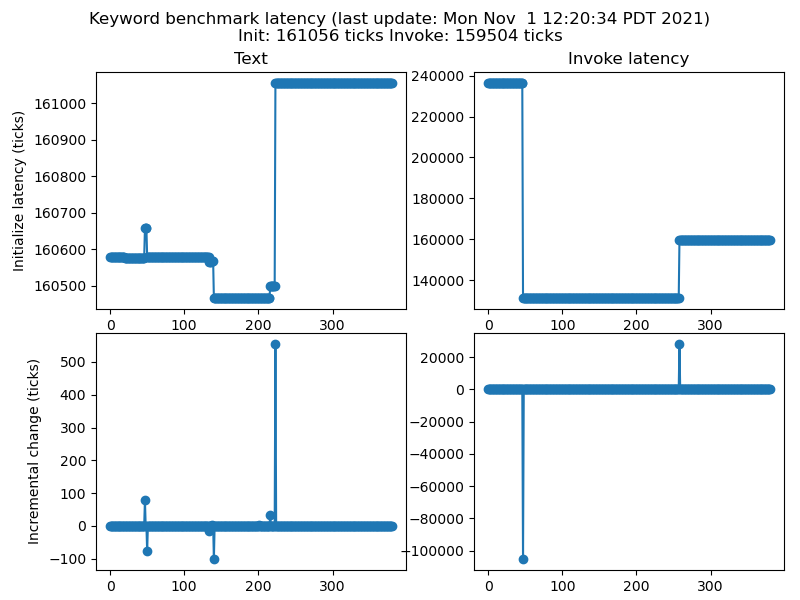 Keyword benchmark latency (last update: Mon Nov  1 12:20:34 PDT 2021)
Init: 161056 ticks Invoke: 159504 ticks
Text
Invoke latency
Initialize latency (ticks)
161000
160900
160800
160700
160600
160500
0 100 200 300
240000
220000
200000
180000
160000
140000
0 100 200 300
Incremental change (ticks)
500
400
300
200
100
0
−100
0 100 200 300
20000
0
−20000
−40000
−60000
−80000
−100000
0 100 200 300